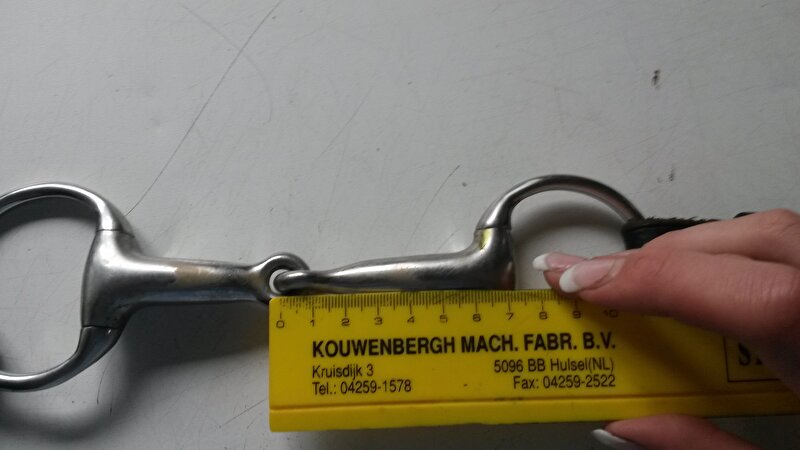 0 1 2 3 4 5 6 7 8 9 10
KOUWENBERGH MACH. FABR. B.V.
Kruisdijk 3 5096 BB Hulsel(NL)
Tel.: 04259-1578 Fax: 04259-2522